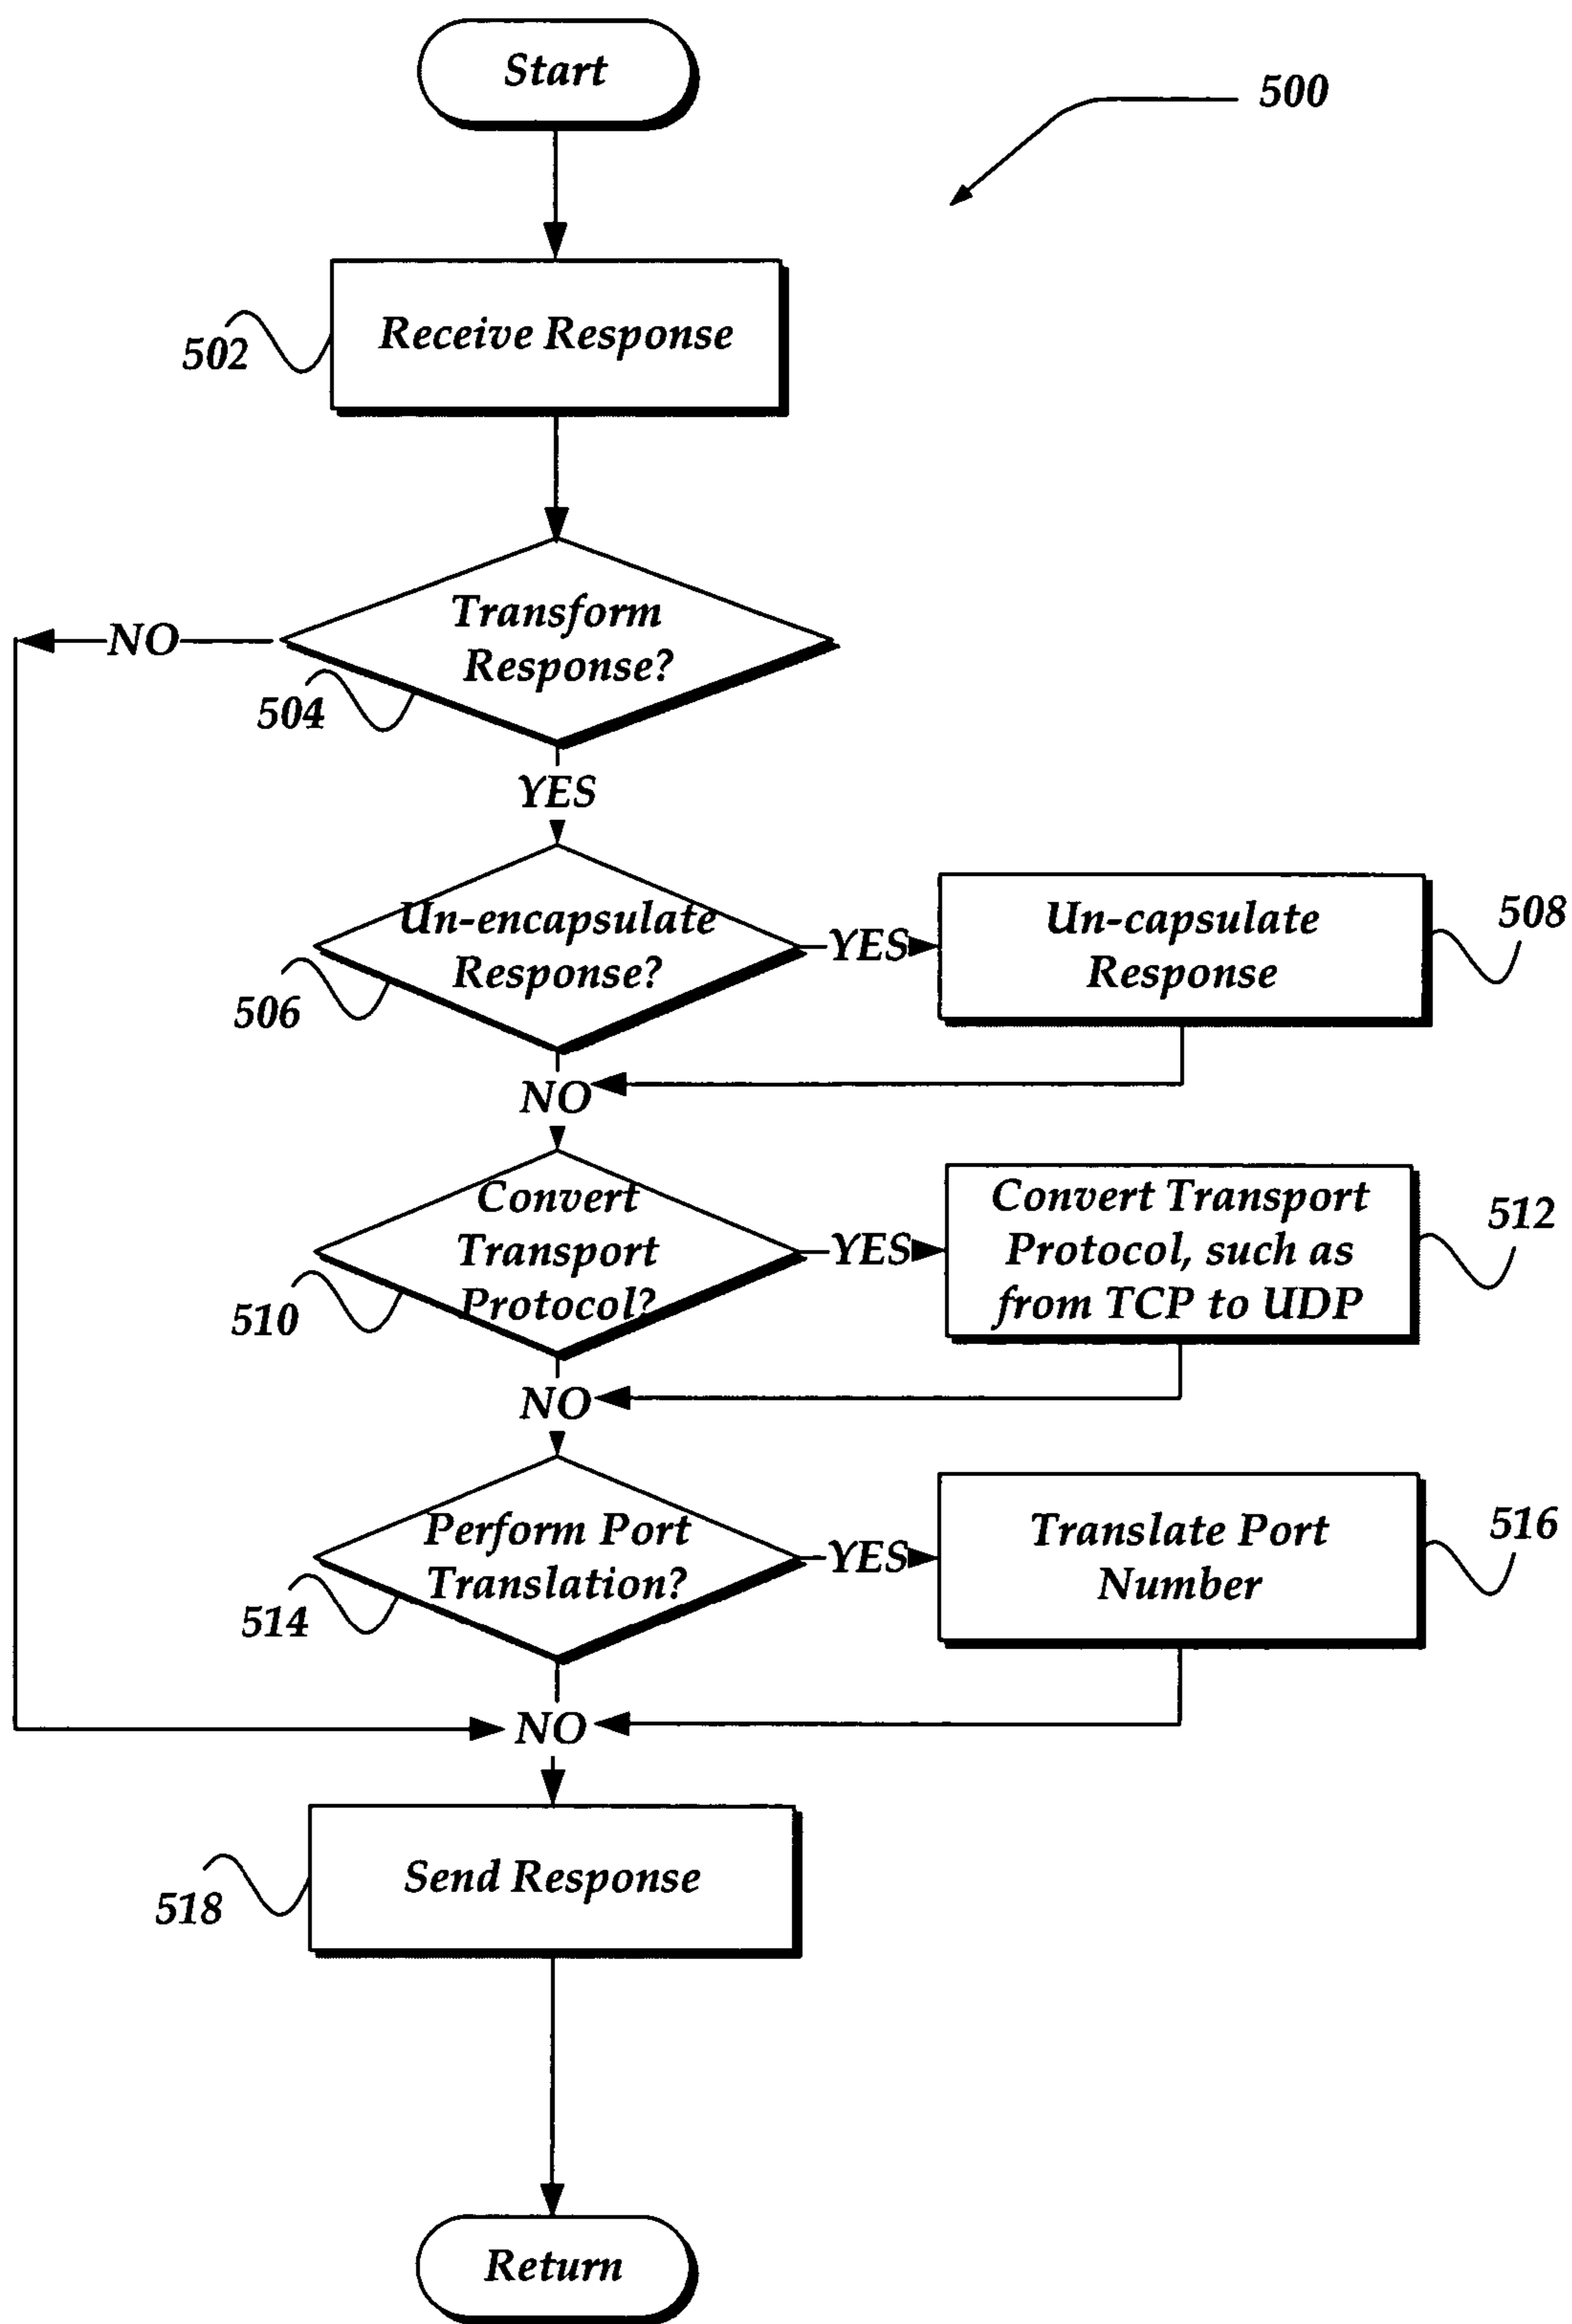 Start
500
Receive Response
502
Transform
Response?
NO
504
YES
Un-encapsulate
Response?
506
YES
Un-capsulate
Response
508
NO
Convert
Transport
Protocol?
510
YES
Convert Transport
Protocol, such as
from TCP to UDP
512
NO
Perform Port
Translation?
514
YES
Translate Port
Number
516
NO
Send Response
518
Return